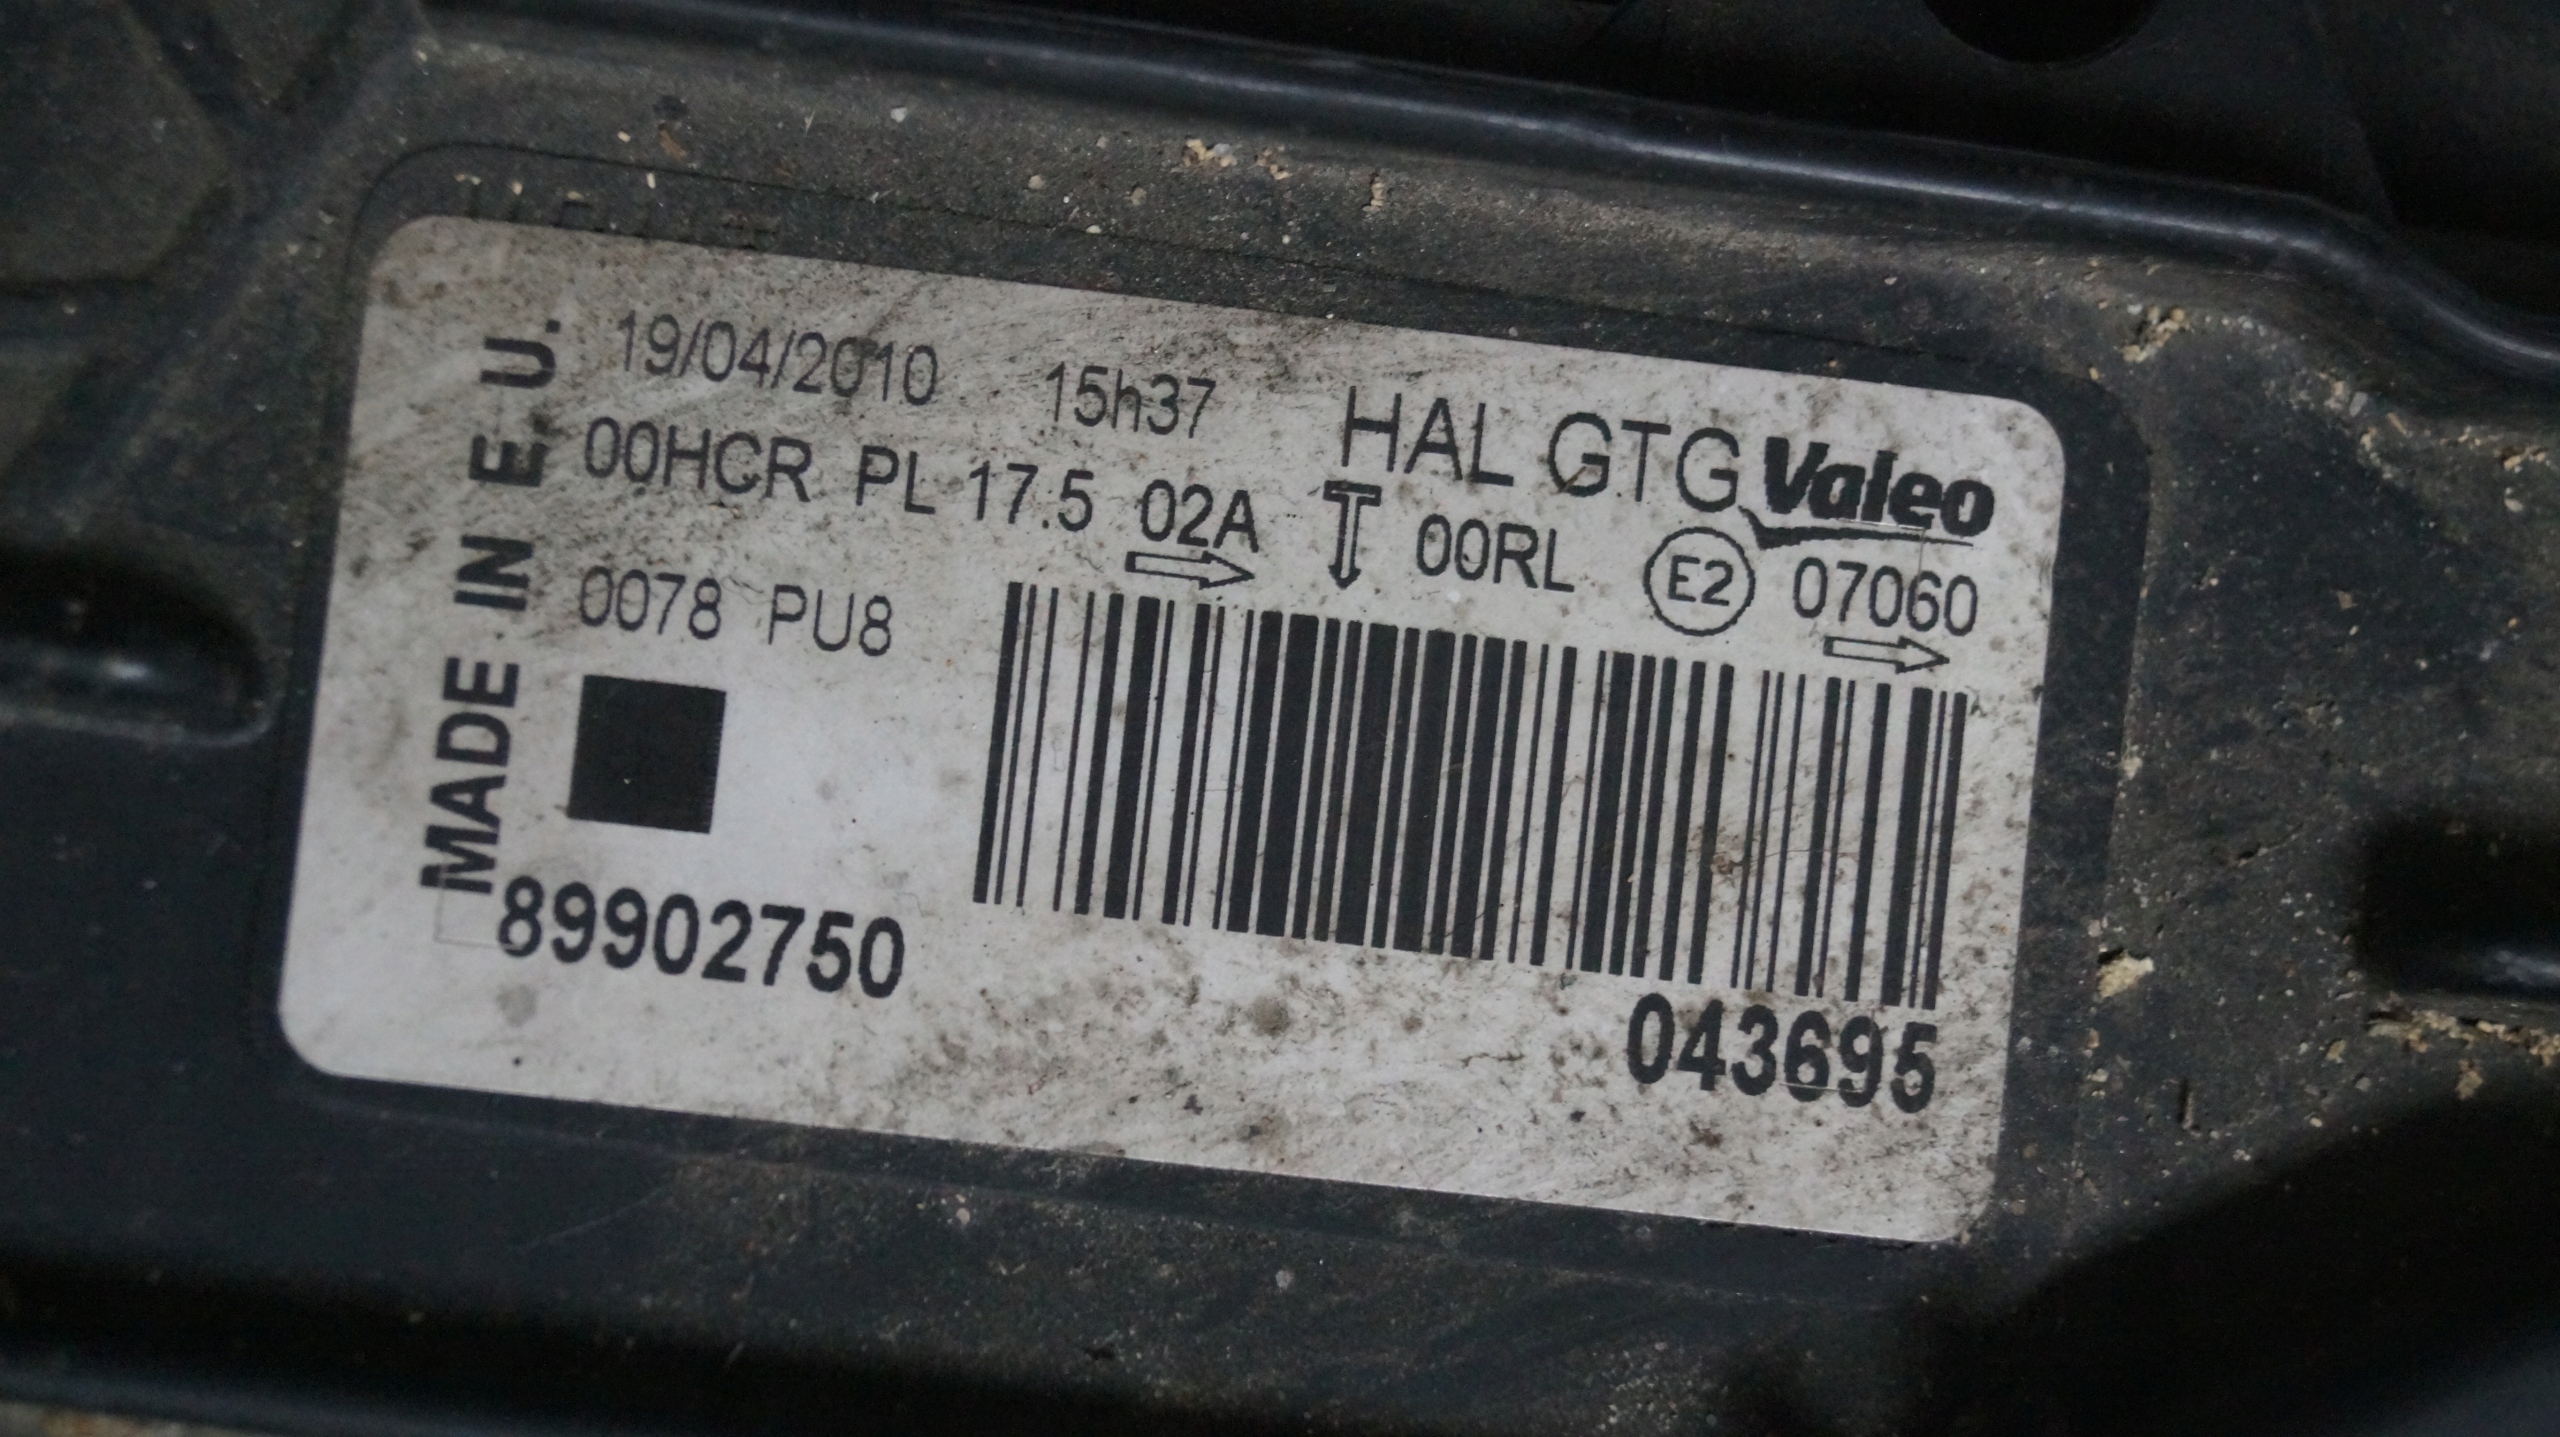 MADE IN E U.
19/04/2010 15h37 HAL GTG Valeo
00HCR PL 17.5 02A 00RL E2 07060
0078 PU8
89902750
043695